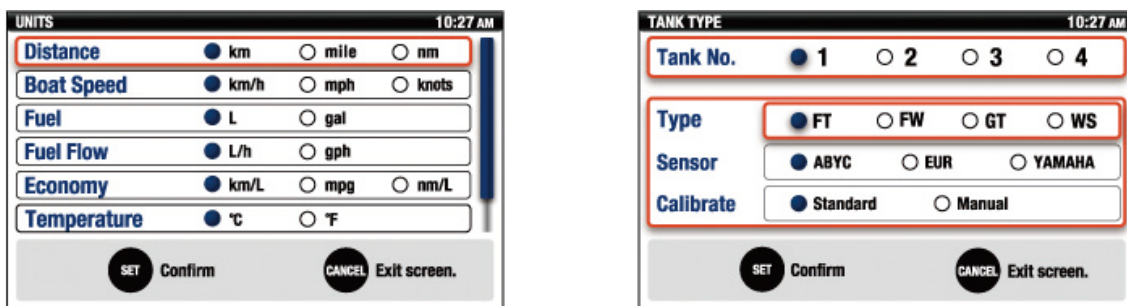 UNITS 10:27 AM
Distance km mile nm
Boat Speed km/h mph knots
Fuel L gal
Fuel Flow L/h gph
Economy km/L mpg nm/L
Temperature °C °F
SET Confirm CANCEL Exit screen.
TANK TYPE 10:27 AM
Tank No. 1 2 3 4
Type FT FW GT WS
Sensor ABYC EUR YAMAHA
Calibrate Standard Manual
SET Confirm CANCEL Exit screen.